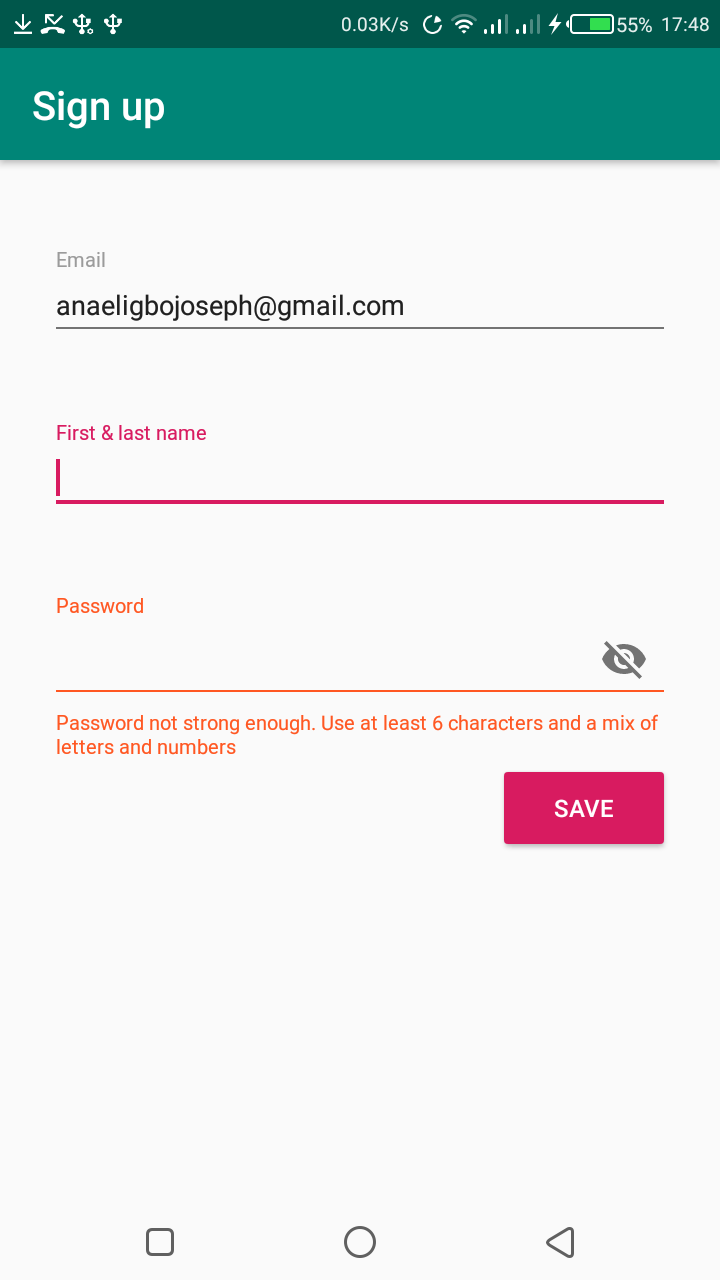 0.03K/s 55% 17:48
Sign up
Email
anaeligbojoseph@gmail.com
First & last name
Password
Password not strong enough. Use at least 6 characters and a mix of
letters and numbers
SAVE